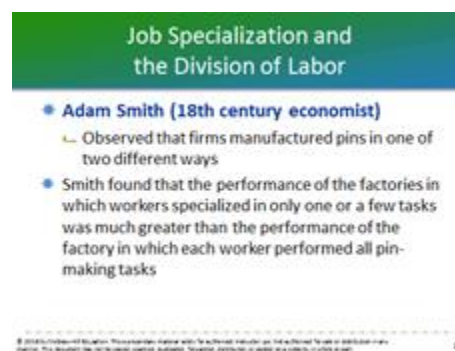 Job Specialization and
the Division of Labor
Adam Smith (18th century economist)
Observed that firms manufactured pins in one of
two different ways
Smith found that the performance of the factories in
which workers specialized in only one or a few tasks
was much greater than the performance of the
factory in which each worker performed all pin-
making tasks